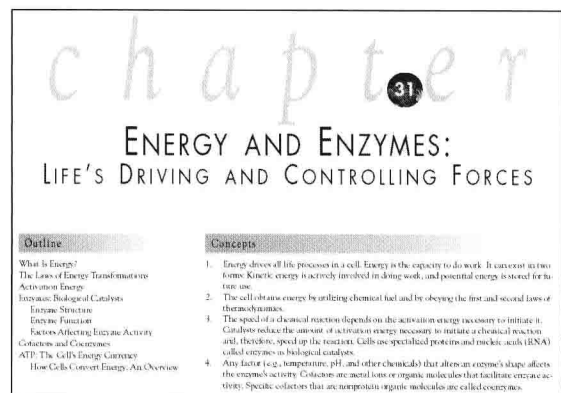 chapter
31
ENERGY AND ENZYMES:
LIFE'S DRIVING AND CONTROLLING FORCES
Outline
What Is Energy?
The Laws of Energy Transformations
Activation Energy
Enzymes: Biological Catalysts
Enzyme Structure
Enzyme Function
Factors Affecting Enzyme Activity
Cofactors and Coenzymes
ATP: The Cell's Energy Currency
How Cells Convert Energy: An Overview
Concepts
1. Energy drives all life processes in a cell. Energy is the capacity to do work. It can exist in two
forms: Kinetic energy is actively involved in doing work, and potential energy is stored for fu-
ture use.
2. The cell obtains energy by utilizing chemical fuel and by obeying the first and second laws of
thermodynamics.
3. The speed of a chemical reaction depends on the activation energy necessary to initiate it.
Catalysts reduce the amount of activation energy necessary to initiate a chemical reaction
and, therefore, speed up the reaction. Cells use specialized proteins and nucleic acids (RNA)
called enzymes as biological catalysts.
4. Any factor (e.g., temperature, pH, and other chemicals) that alters an enzyme's shape affects
the enzyme's activity. Cofactors are metal ions or organic molecules that facilitate enzyme ac-
tivity. Specific cofactors that are nonprotein organic molecules are called coenzymes.